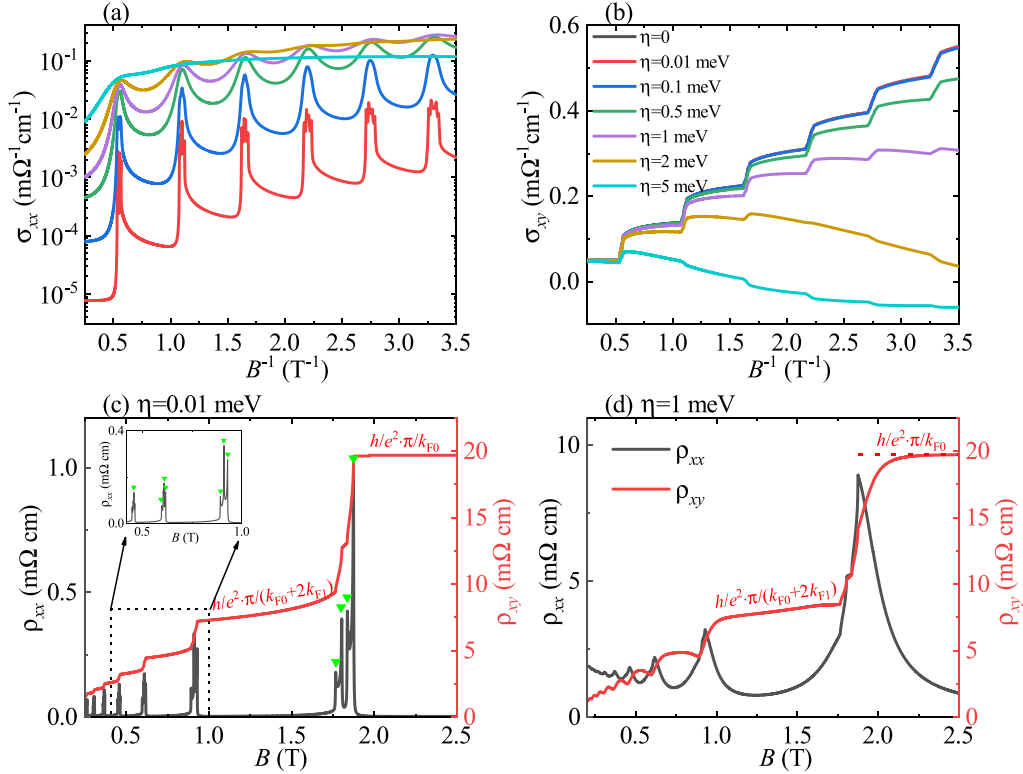 (a)
σxx (mΩ⁻¹cm⁻¹)
10⁻¹
10⁻²
10⁻³
10⁻⁴
10⁻⁵
0.5 1.0 1.5 2.0 2.5 3.0 3.5
B⁻¹ (T⁻¹)
(b)
σxy (mΩ⁻¹cm⁻¹)
0.6
0.4
0.2
0.0
η=0
η=0.01 meV
η=0.1 meV
η=0.5 meV
η=1 meV
η=2 meV
η=5 meV
0.5 1.0 1.5 2.0 2.5 3.0 3.5
B⁻¹ (T⁻¹)
(c) η=0.01 meV
ρxx (mΩ cm)
1.0
0.5
0.0
ρxx (mΩ cm)
0.4
0.0
0.5 1.0
B (T)
h/e²·π/kF0
h/e²·π/(kF0+2kF1)
20
15
10
5
0
ρxy (mΩ cm)
0.5 1.0 1.5 2.0 2.5
B (T)
(d) η=1 meV
ρxx (mΩ cm)
10
5
0
ρxx
ρxy
h/e²·π/kF0
h/e²·π/(kF0+2kF1)
20
15
10
5
0
ρxy (mΩ cm)
0.5 1.0 1.5 2.0 2.5
B (T)